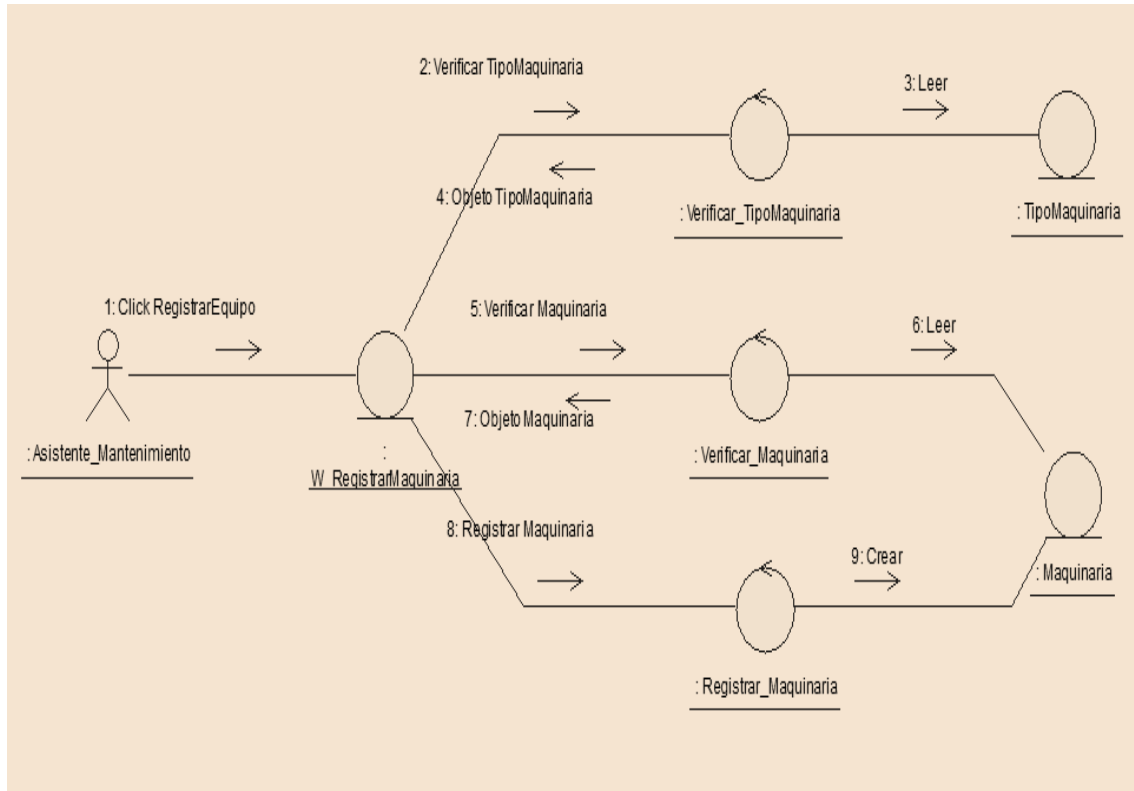 2: Verificar TipoMaquinaria
3: Leer
4: Objeto TipoMaquinaria
: Verificar_TipoMaquinaria
: TipoMaquinaria
1: Click RegistrarEquipo
5: Verificar Maquinaria
6: Leer
7: Objeto Maquinaria
: Asistente_Mantenimiento
:
W_RegistrarMaquinaria
: Verificar_Maquinaria
8: Registrar Maquinaria
9: Crear
: Maquinaria
: Registrar_Maquinaria